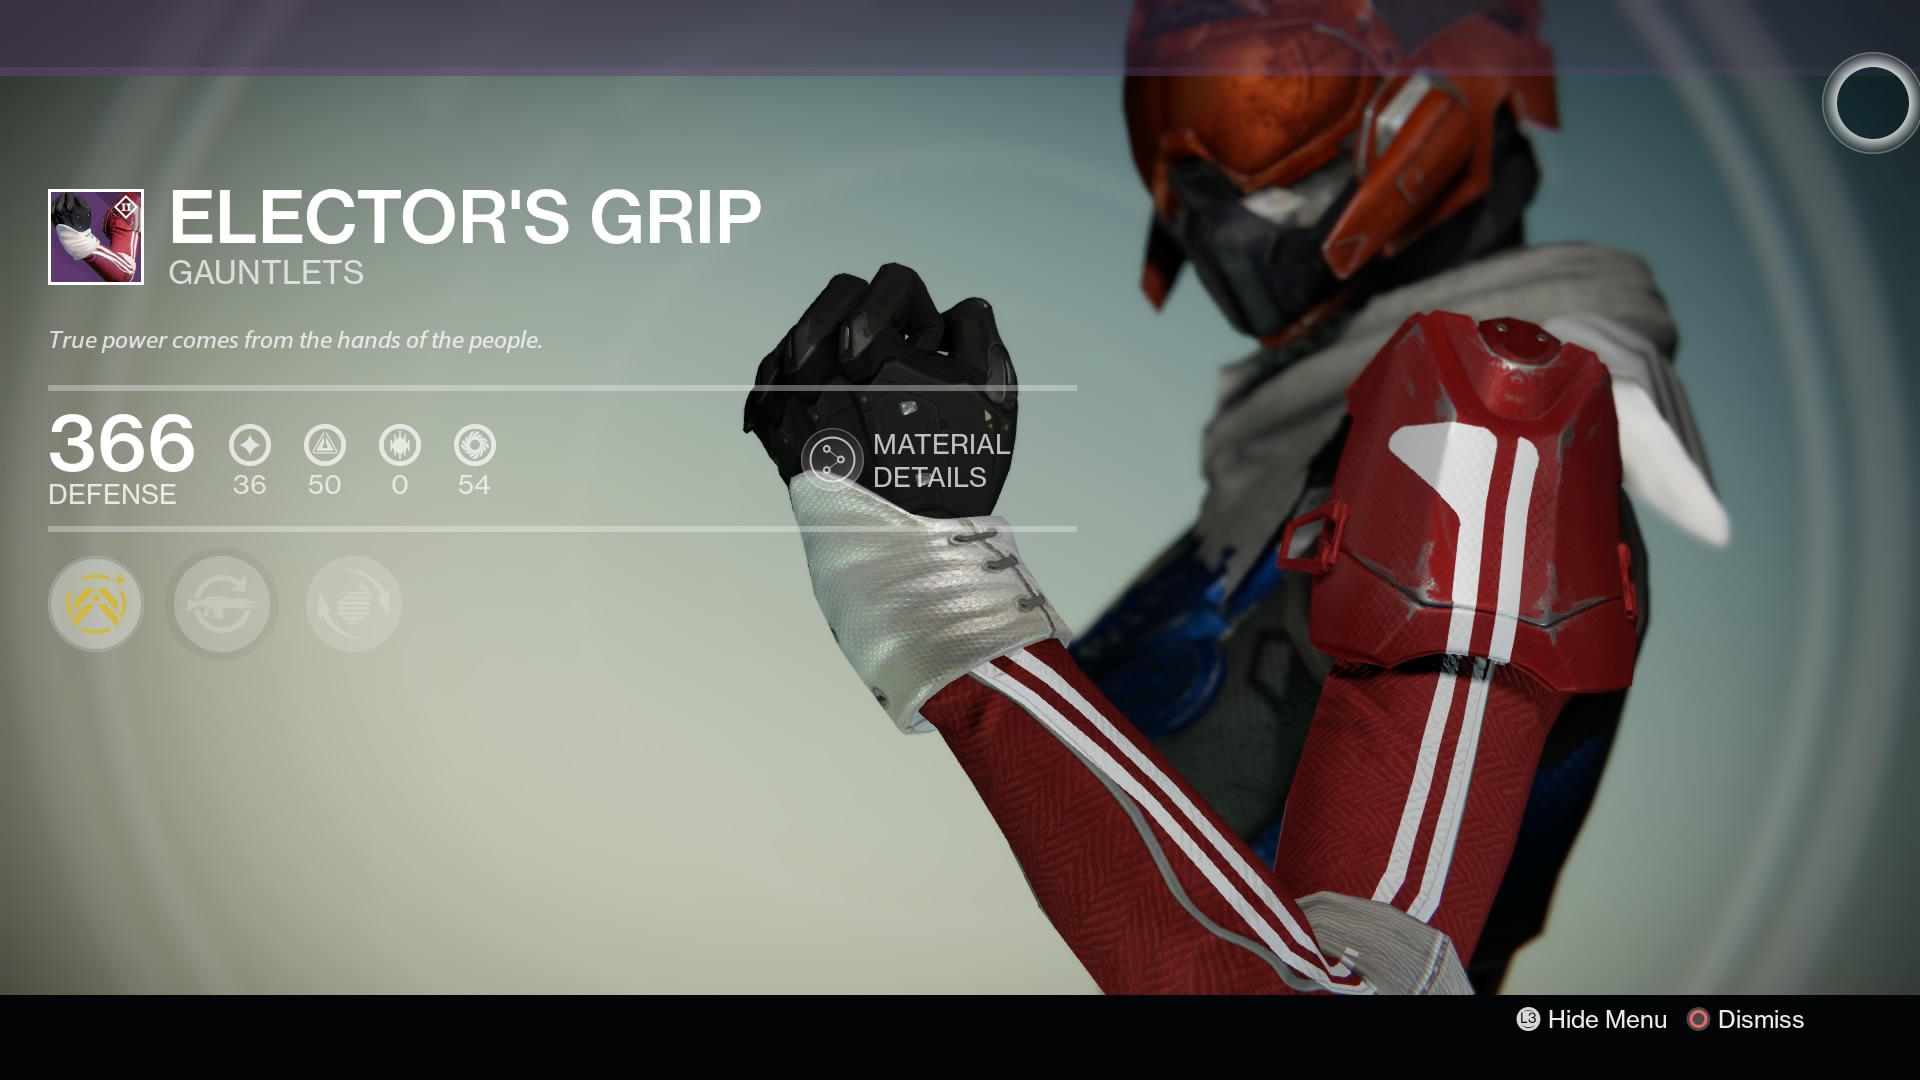 ELECTOR'S GRIP
GAUNTLETS
True power comes from the hands of the people.
366
DEFENSE
36
50
0
54
MATERIAL
DETAILS
L3 Hide Menu
Dismiss